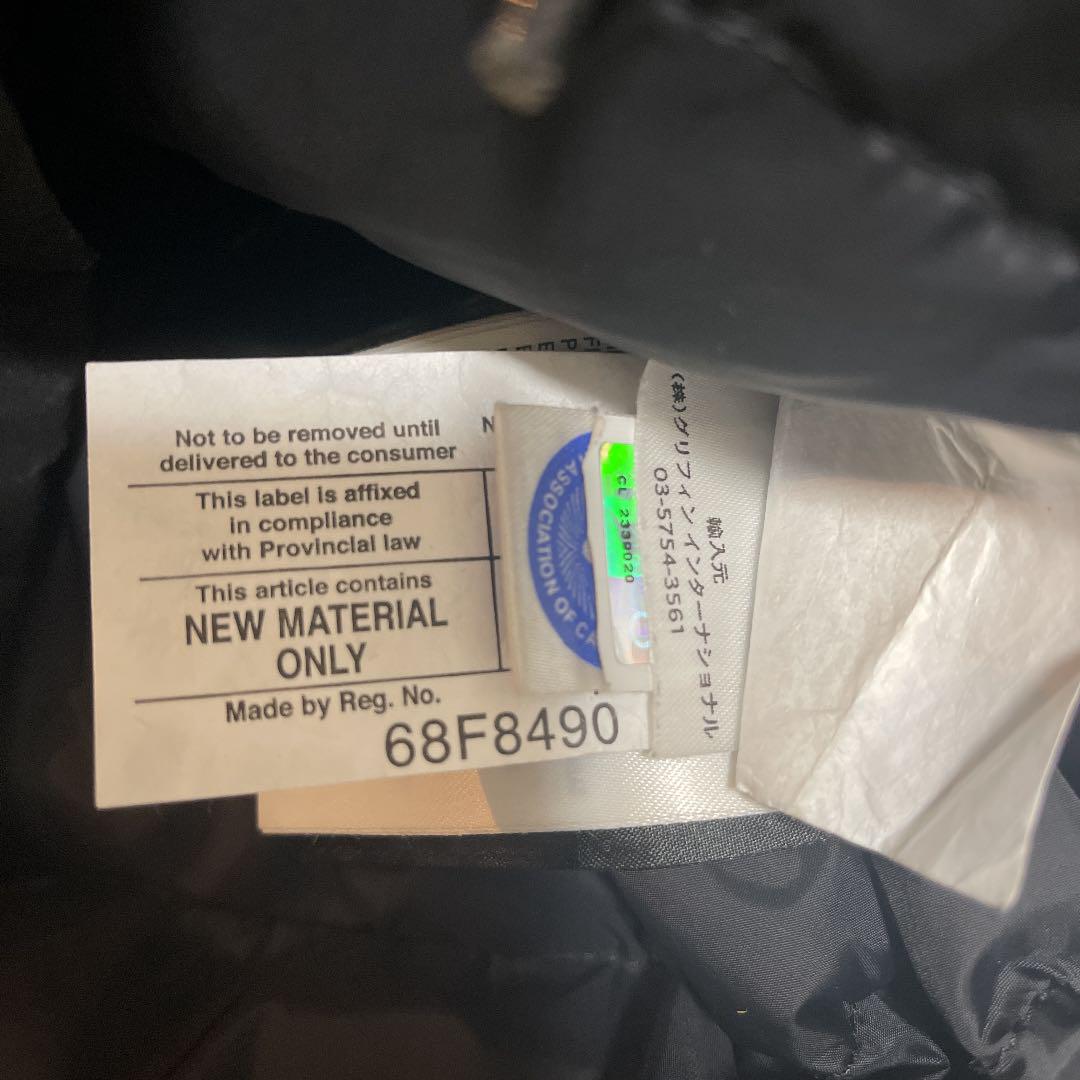 Not to be removed until
delivered to the consumer
This label is affixed
in compliance
with Provincial law
This article contains
NEW MATERIAL
ONLY
Made by Reg. No.
68F8490
N
ASSOCIATION OF CA
CL 2339020
輸入元
(株)グリフィンインターナショナル
03-5754-3561